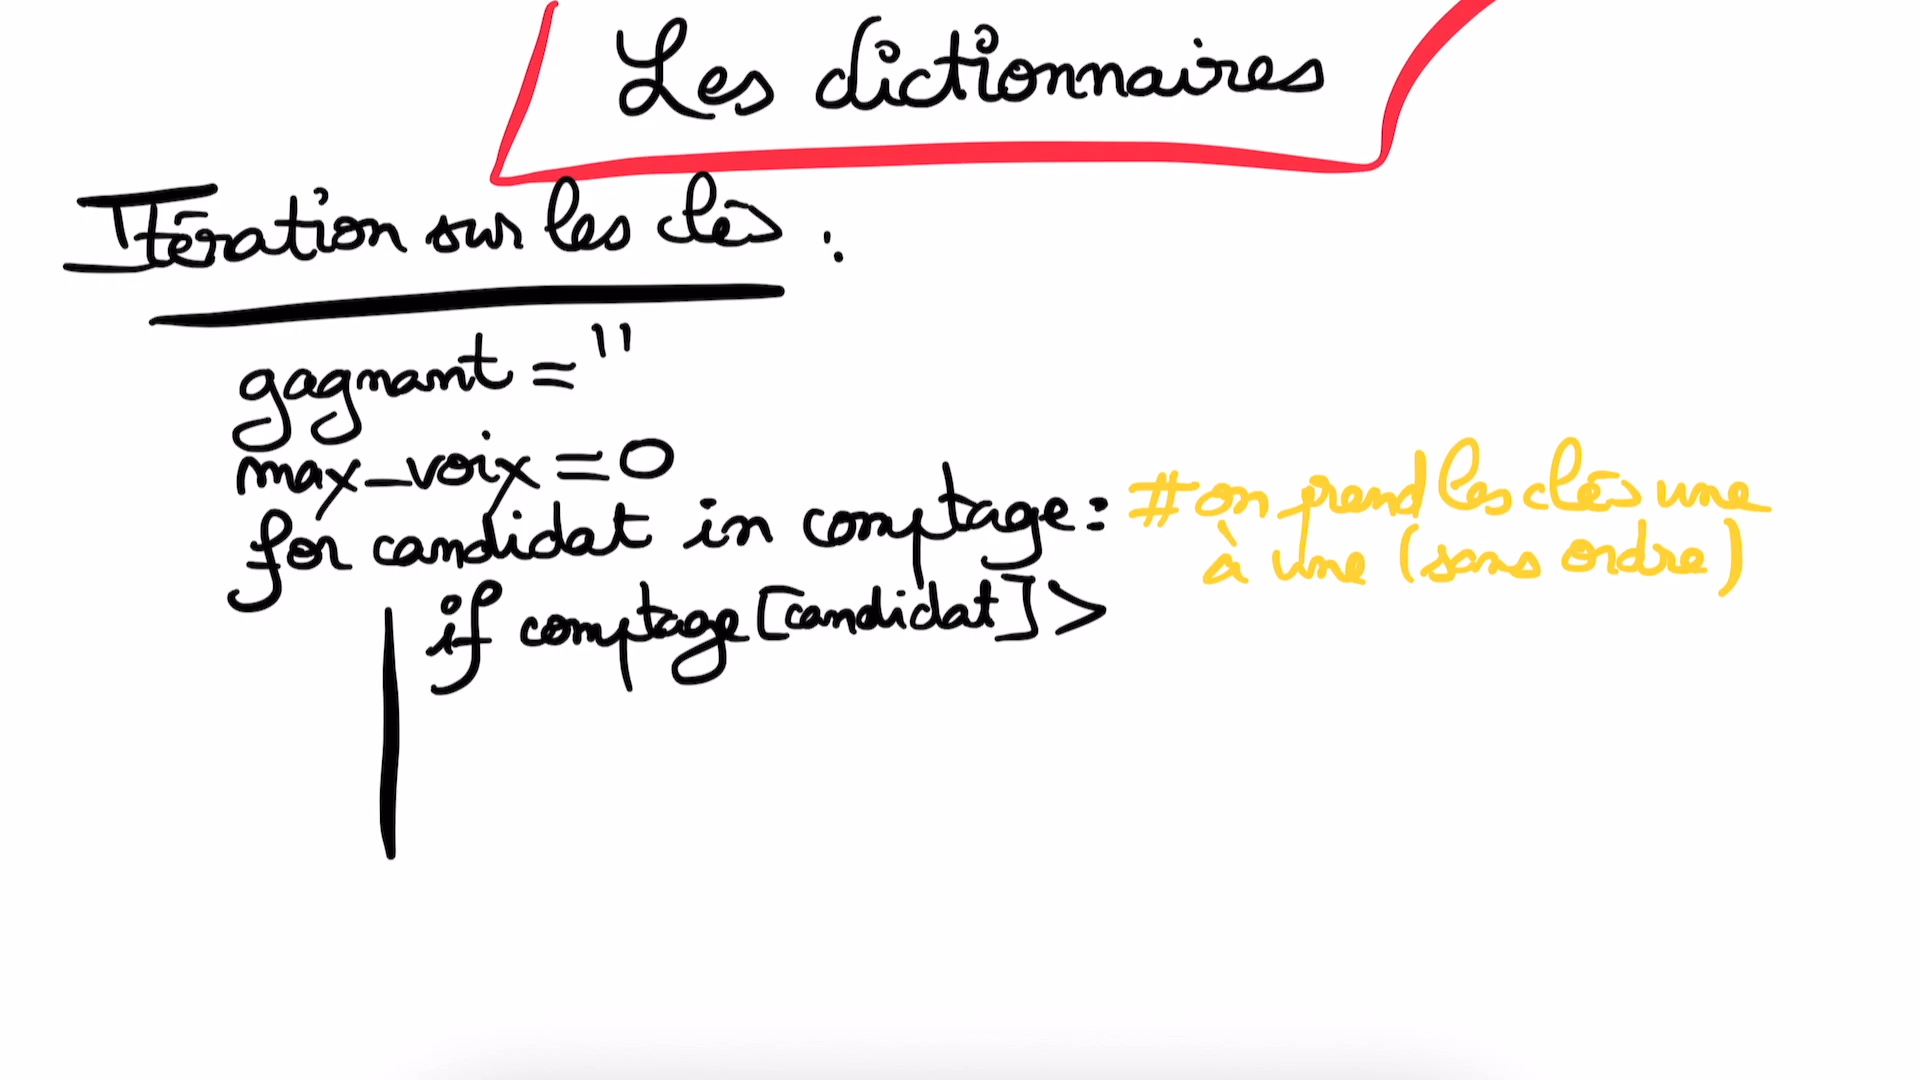 Les dictionnaires
Itération sur les clés :
gagnant = ''
max_voix = 0
for candidat in comptage : # on prend les clés une
à une (sans ordre)
if comptage [candidat] >